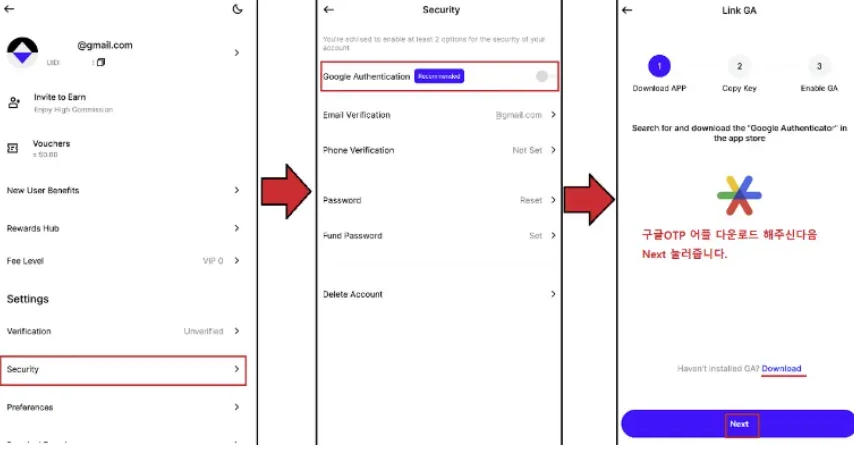 @gmail.com
UID:
Invite to Earn
Enjoy High Commission
Vouchers
New User Benefits
Rewards Hub
Fee Level VIP 0
Settings
Verification Unverified
Security
Preferences
Security
You're advised to enable at least 2 options for the security of your
account
Google Authentication Recommended
Email Verification @gmail.com
Phone Verification Not Set
Password Reset
Fund Password Set
Delete Account
Link GA
1 2 3
Download APP Copy Key Enable GA
Search for and download the "Google Authenticator" in
the app store
구글OTP 어플 다운로드 해주신다음
Next 눌러줍니다.
Haven't installed GA? Download
Next